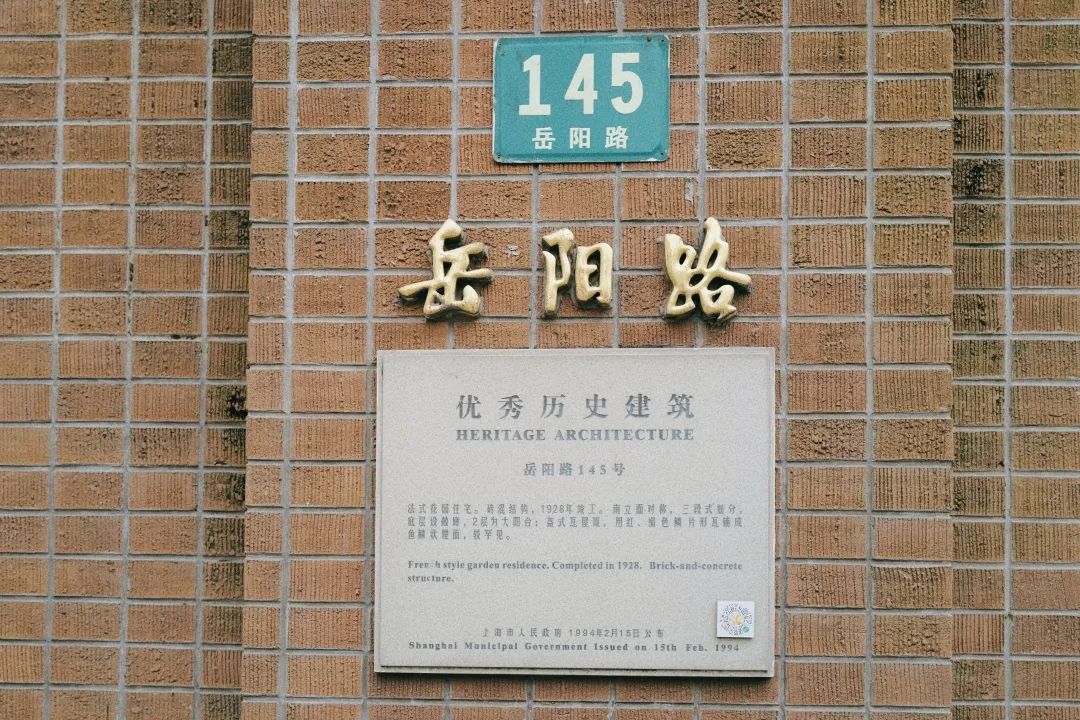 145
岳阳路
岳阳路
优秀历史建筑
HERITAGE ARCHITECTURE
岳阳路145号
法式花园住宅。砖混结构，1928年竣工。南立面对称，三段式划分，
底层设敞廊，2层为大阳台；盔式瓦屋顶，用红、褐色鳞片形瓦铺成
鱼鳞状屋面，较罕见。
French style garden residence. Completed in 1928. Brick-and-concrete
structure.
上海市人民政府 1994年2月15日公布
Shanghai Municipal Government Issued on 15th Feb. 1994